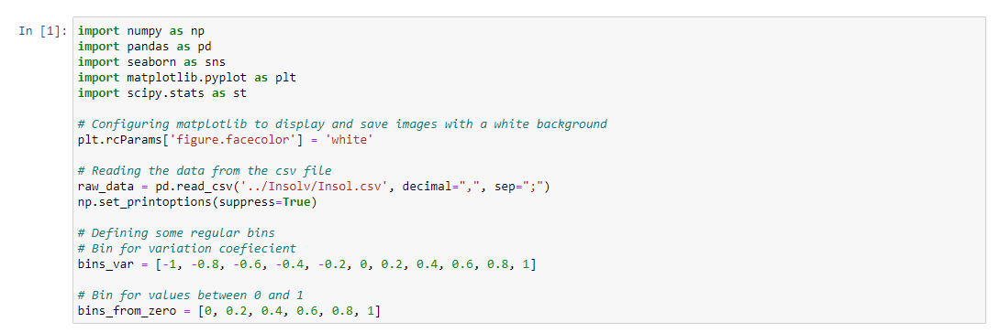 In [1]:
import numpy as np
import pandas as pd
import seaborn as sns
import matplotlib.pyplot as plt
import scipy.stats as st
# Configuring matplotlib to display and save images with a white background
plt.rcParams['figure.facecolor'] = 'white'
# Reading the data from the csv file
raw_data = pd.read_csv('../Insolv/Insol.csv', decimal=",", sep=";")
np.set_printoptions(suppress=True)
# Defining some regular bins
# Bin for variation coefiecient
bins_var = [-1, -0.8, -0.6, -0.4, -0.2, 0, 0.2, 0.4, 0.6, 0.8, 1]
# Bin for values between 0 and 1
bins_from_zero = [0, 0.2, 0.4, 0.6, 0.8, 1]